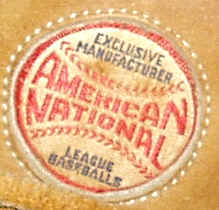 EXCLUSIVE
MANUFACTURER
AMERICAN
NATIONAL
LEAGUE
BASEBALLS